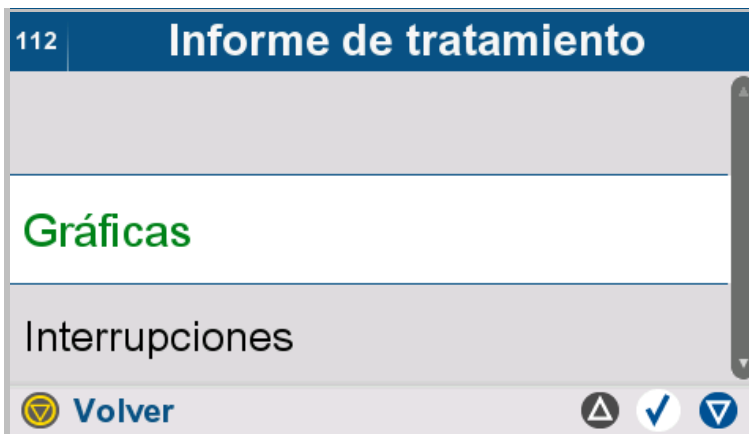 112
Informe de tratamiento
Gráficas
Interrupciones
Volver